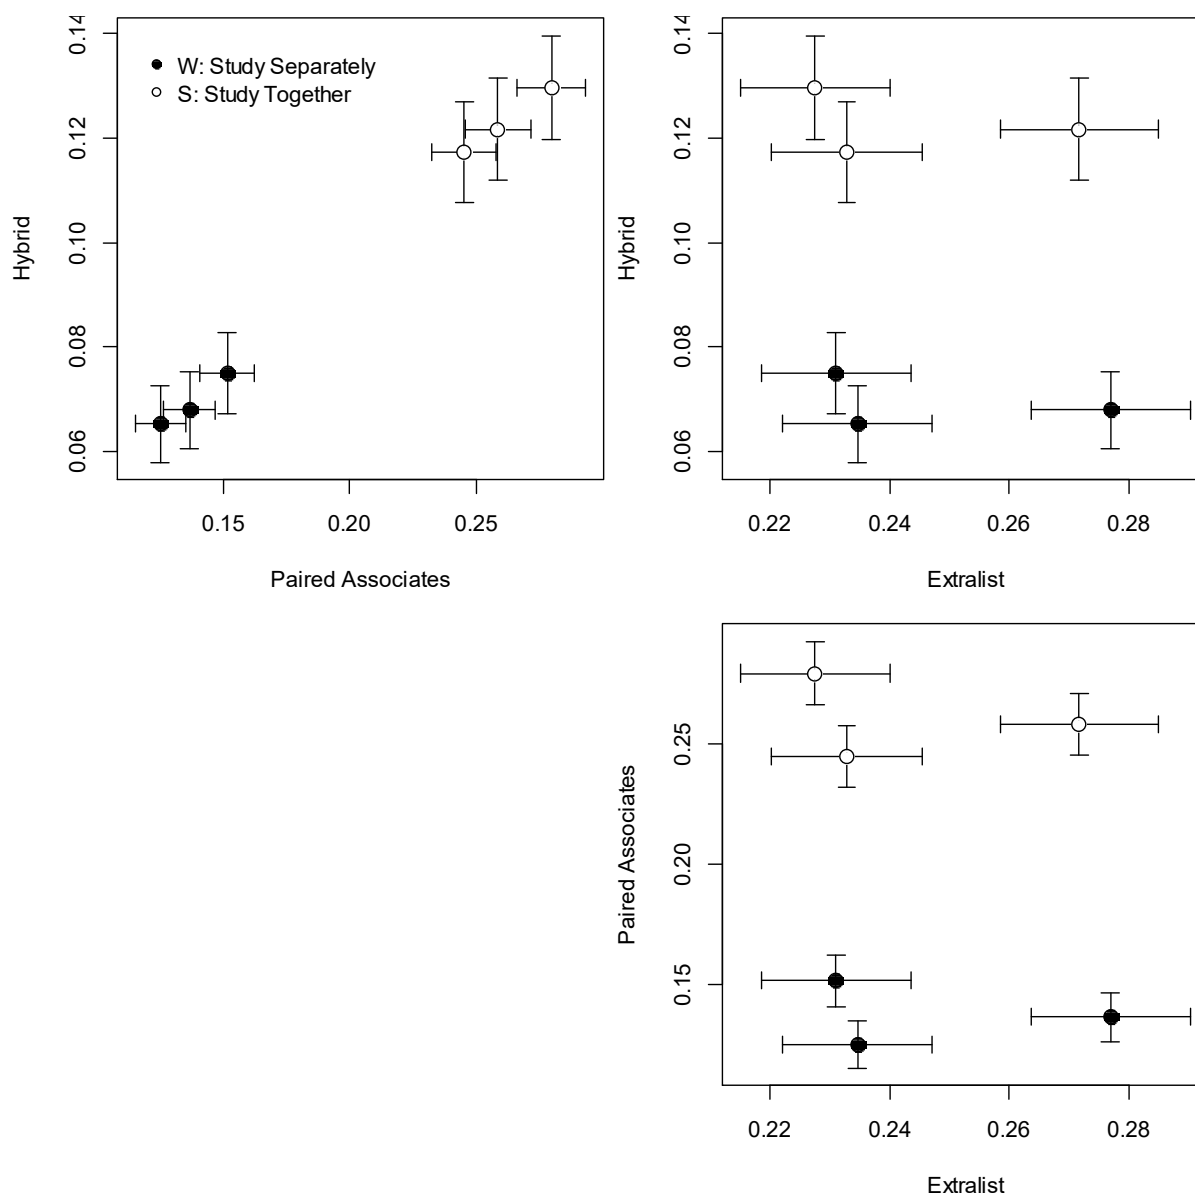 0.14
0.12
0.10
0.08
0.06
Hybrid
W: Study Separately
S: Study Together
0.15 0.20 0.25
Paired Associates
0.14
0.12
0.10
0.08
0.06
Hybrid
0.22 0.24 0.26 0.28
Extralist
0.25
0.20
0.15
Paired Associates
0.22 0.24 0.26 0.28
Extralist